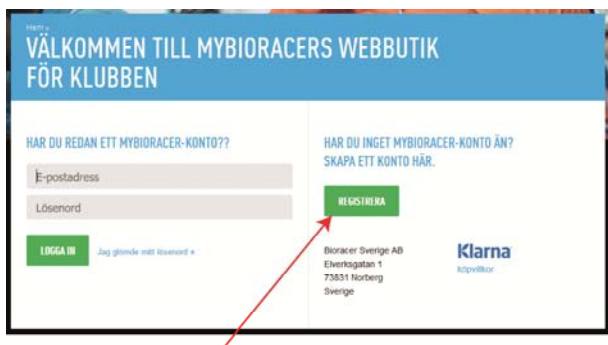 Hem »
VÄLKOMMEN TILL MYBIORACERS WEBBUTIK
FÖR KLUBBEN
HAR DU REDAN ETT MYBIORACER-KONTO??
E-postadress
Lösenord
LOGGA IN
Jag glömde mitt lösenord »
HAR DU INGET MYBIORACER-KONTO ÄN?
SKAPA ETT KONTO HÄR.
REGISTRERA
Bioracer Sverige AB
Elverksgatan 1
73831 Norberg
Sverige
Klarna
köpvillkor